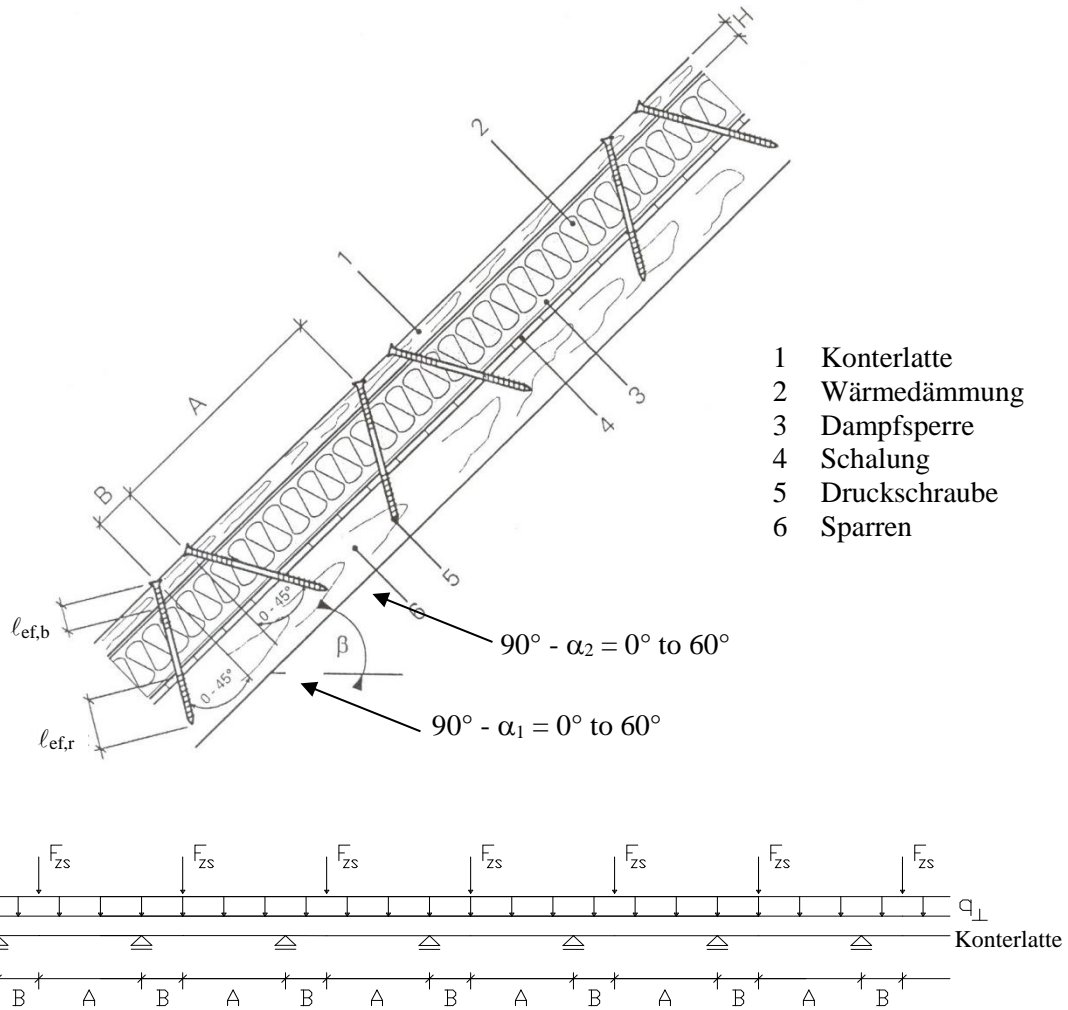 H
2
1
A
B
3
4
5
6
1 Konterlatte
2 Wärmedämmung
3 Dampfsperre
4 Schalung
5 Druckschraube
6 Sparren
ℓef,b
0 - 45°
β
90° - α₂ = 0° to 60°
0 - 45°
90° - α₁ = 0° to 60°
ℓef,r
Fzs Fzs Fzs Fzs Fzs Fzs Fzs
q⊥
Konterlatte
B A B A B A B A B A B A B